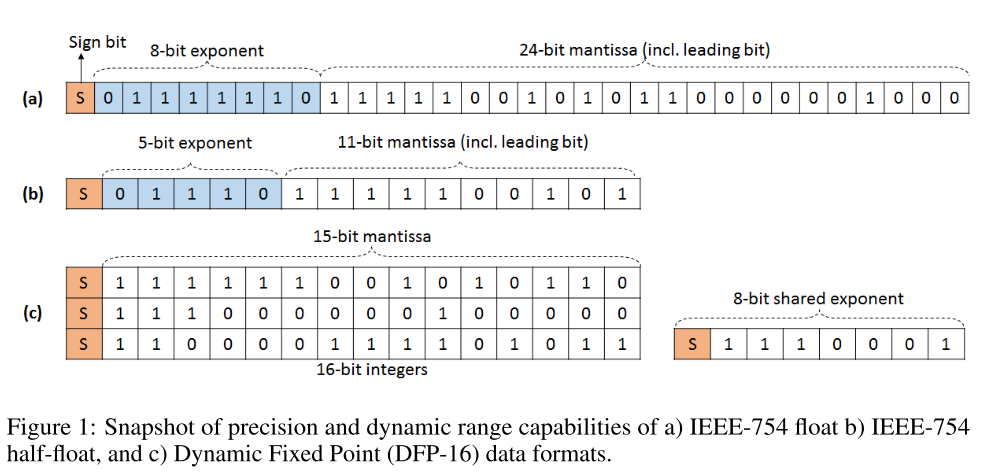 Sign bit
8-bit exponent
24-bit mantissa (incl. leading bit)
(a) S 0 1 1 1 1 1 1 0 1 1 1 1 1 0 0 1 0 1 0 1 1 0 0 0 0 0 0 1 0 0 0
5-bit exponent
11-bit mantissa (incl. leading bit)
(b) S 0 1 1 1 0 1 1 1 1 1 0 0 1 0 1
15-bit mantissa
S 1 1 1 1 1 1 0 0 1 0 1 0 1 1 0
(c) S 1 1 1 0 0 0 0 0 0 1 0 0 0 0 0
S 1 1 0 0 0 0 1 1 1 1 0 1 0 1 1
16-bit integers
8-bit shared exponent
S 1 1 1 0 0 0 1
Figure 1: Snapshot of precision and dynamic range capabilities of a) IEEE-754 float b) IEEE-754
half-float, and c) Dynamic Fixed Point (DFP-16) data formats.